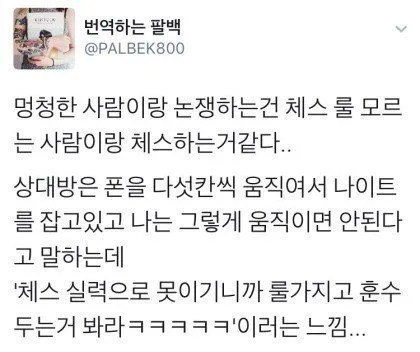 번역하는 팔백
@PALBEK800
멍청한 사람이랑 논쟁하는건 체스 룰 모르
는 사람이랑 체스하는거같다..
상대방은 폰을 다섯칸씩 움직여서 나이트
를 잡고있고 나는 그렇게 움직이면 안된다
고 말하는데
'체스 실력으로 못이기니까 룰가지고 훈수
두는거 봐라ㅋㅋㅋㅋㅋ'이러는 느낌...